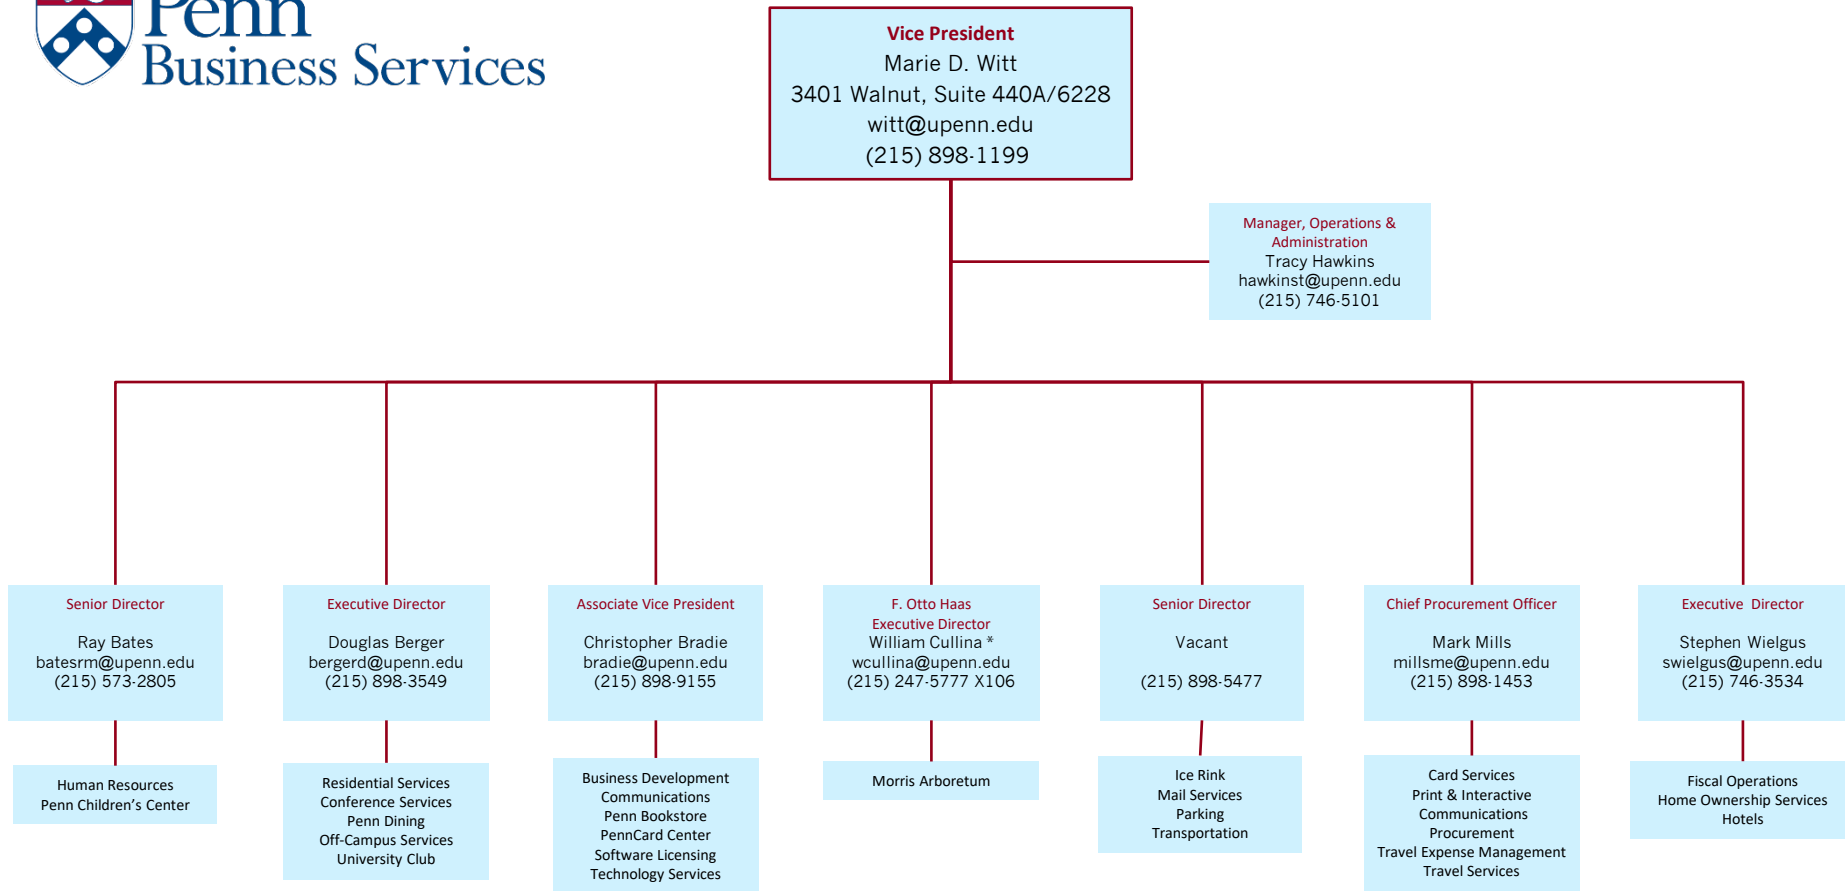 Penn
Business Services
Vice President
Marie D. Witt
3401 Walnut, Suite 440A/6228
witt@upenn.edu
(215) 898-1199
Manager, Operations &
Administration
Tracy Hawkins
hawkinst@upenn.edu
(215) 746-5101
Senior Director
Ray Bates
batesrm@upenn.edu
(215) 573-2805
Executive Director
Douglas Berger
bergerd@upenn.edu
(215) 898-3549
Associate Vice President
Christopher Bradie
bradie@upenn.edu
(215) 898-9155
F. Otto Haas
Executive Director
William Cullina *
wcullina@upenn.edu
(215) 247-5777 X106
Senior Director
Vacant
(215) 898-5477
Chief Procurement Officer
Mark Mills
millsme@upenn.edu
(215) 898-1453
Executive Director
Stephen Wielgus
swielgus@upenn.edu
(215) 746-3534
Human Resources
Penn Children's Center
Residential Services
Conference Services
Penn Dining
Off-Campus Services
University Club
Business Development
Communications
Penn Bookstore
PennCard Center
Software Licensing
Technology Services
Morris Arboretum
Ice Rink
Mail Services
Parking
Transportation
Card Services
Print & Interactive
Communications
Procurement
Travel Expense Management
Travel Services
Fiscal Operations
Home Ownership Services
Hotels